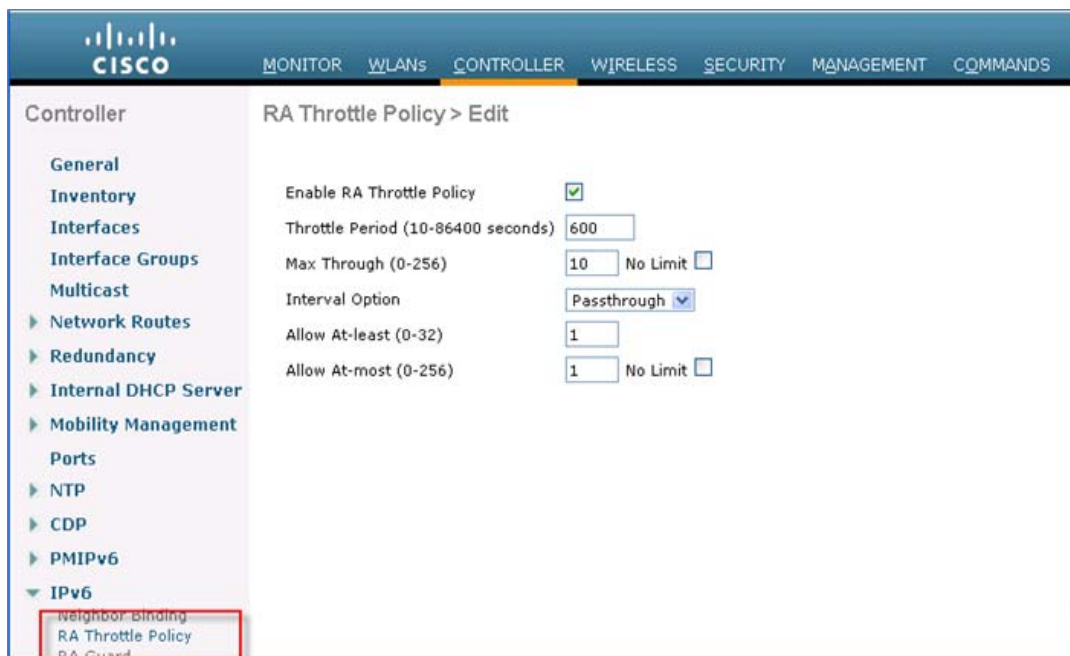 CISCO
MONITOR WLANs CONTROLLER WIRELESS SECURITY MANAGEMENT COMMANDS
Controller
General
Inventory
Interfaces
Interface Groups
Multicast
Network Routes
Redundancy
Internal DHCP Server
Mobility Management
Ports
NTP
CDP
PMIPv6
IPv6
Neighbor Binding
RA Throttle Policy
RA Guard
RA Throttle Policy > Edit
Enable RA Throttle Policy
Throttle Period (10-86400 seconds) 600
Max Through (0-256) 10 No Limit
Interval Option Passthrough
Allow At-least (0-32) 1
Allow At-most (0-256) 1 No Limit